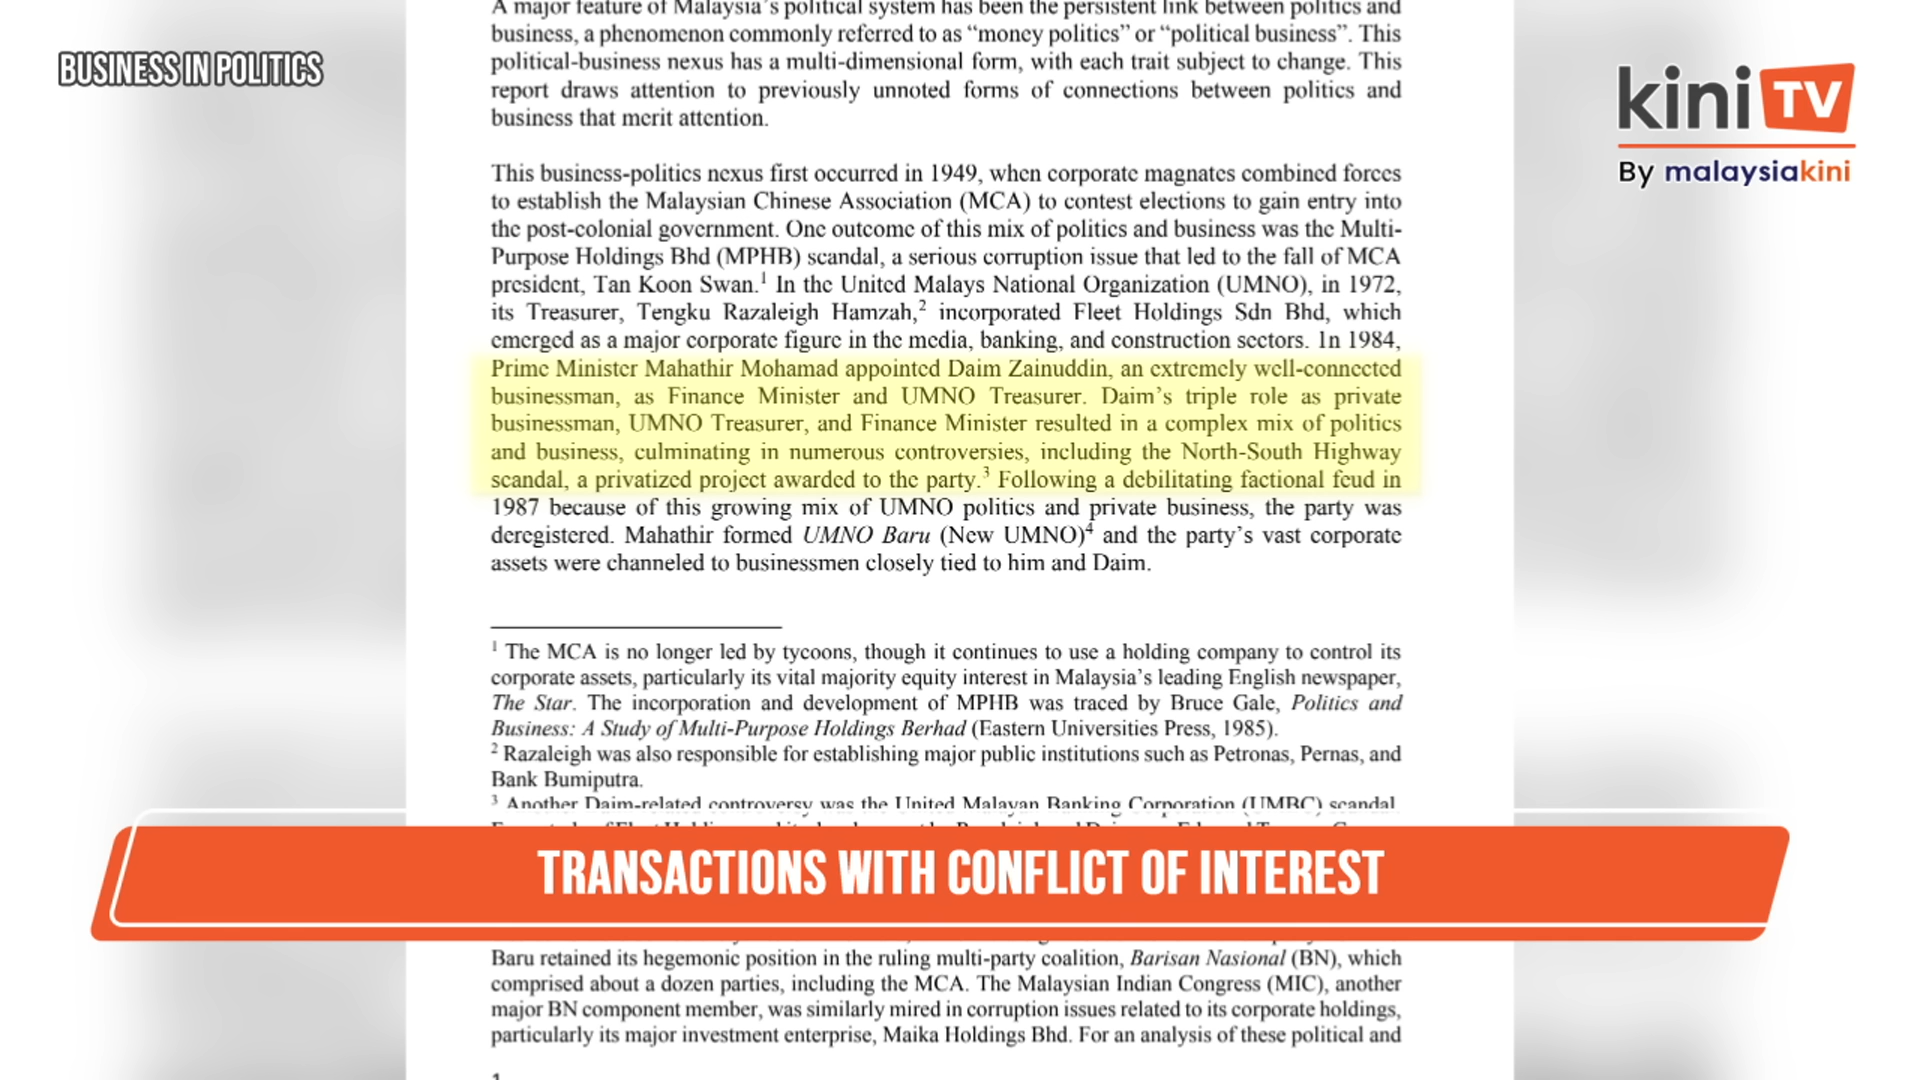 A major feature of Malaysia's political system has been the persistent link between politics and
BUSINESS IN POLITICS
business, a phenomenon commonly referred to as “money politics” or “political business”. This
political-business nexus has a multi-dimensional form, with each trait subject to change. This
report draws attention to previously unnoted forms of connections between politics and
business that merit attention.
kini TV
By malaysiakini
This business-politics nexus first occurred in 1949, when corporate magnates combined forces
to establish the Malaysian Chinese Association (MCA) to contest elections to gain entry into
the post-colonial government. One outcome of this mix of politics and business was the Multi-
Purpose Holdings Bhd (MPHB) scandal, a serious corruption issue that led to the fall of MCA
president, Tan Koon Swan.1 In the United Malays National Organization (UMNO), in 1972,
its Treasurer, Tengku Razaleigh Hamzah,2 incorporated Fleet Holdings Sdn Bhd, which
emerged as a major corporate figure in the media, banking, and construction sectors. In 1984,
Prime Minister Mahathir Mohamad appointed Daim Zainuddin, an extremely well-connected
businessman, as Finance Minister and UMNO Treasurer. Daim’s triple role as private
businessman, UMNO Treasurer, and Finance Minister resulted in a complex mix of politics
and business, culminating in numerous controversies, including the North-South Highway
scandal, a privatized project awarded to the party.3 Following a debilitating factional feud in
1987 because of this growing mix of UMNO politics and private business, the party was
deregistered. Mahathir formed UMNO Baru (New UMNO)4 and the party’s vast corporate
assets were channeled to businessmen closely tied to him and Daim.
1 The MCA is no longer led by tycoons, though it continues to use a holding company to control its
corporate assets, particularly its vital majority equity interest in Malaysia’s leading English newspaper,
The Star. The incorporation and development of MPHB was traced by Bruce Gale, Politics and
Business: A Study of Multi-Purpose Holdings Berhad (Eastern Universities Press, 1985).
2 Razaleigh was also responsible for establishing major public institutions such as Petronas, Pernas, and
Bank Bumiputra.
3 Another Daim-related controversy was the United Malayan Banking Corporation (UMBC) scandal.
TRANSACTIONS WITH CONFLICT OF INTEREST
Baru retained its hegemonic position in the ruling multi-party coalition, Barisan Nasional (BN), which
comprised about a dozen parties, including the MCA. The Malaysian Indian Congress (MIC), another
major BN component member, was similarly mired in corruption issues related to its corporate holdings,
particularly its major investment enterprise, Maika Holdings Bhd. For an analysis of these political and